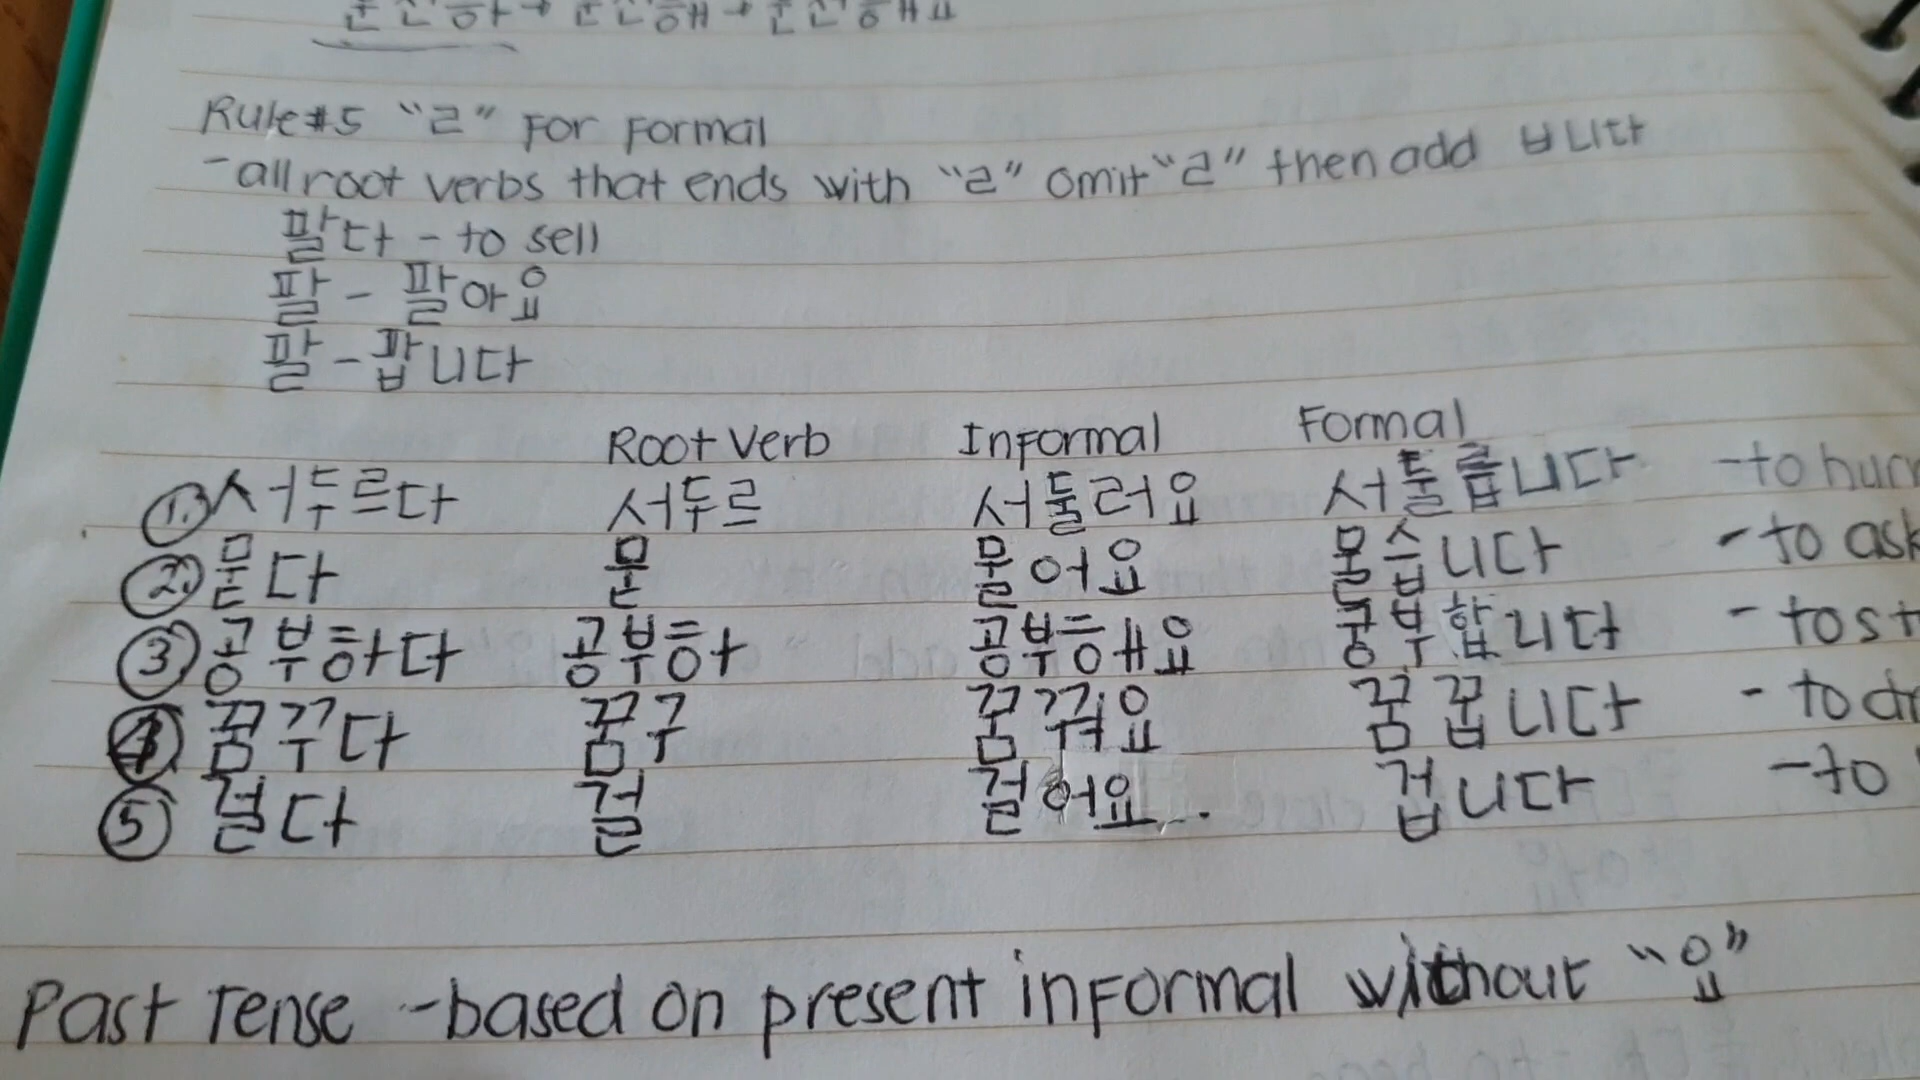 Rule#5 "ㄹ" For Formal
- all root verbs that ends with "ㄹ" omit "ㄹ" then add ㅂ니다
팔다 - to sell
팔 - 팔아요
팔 - 팝니다
Root Verb Informal Formal
1. 서두르다 서두르 서둘러요 서둘릅니다 - to
2. 묻다 문 물어요 묻습니다 - to ask
3 공부하다 공부하 공부해요 공부합니다 - to
4 꿈꾸다 꿈구 꿈꿔요 꿈꿉니다 - to
5 걸다 걸 걸어요. 겁니다 - to
Past Tense - based on present informal without "요"